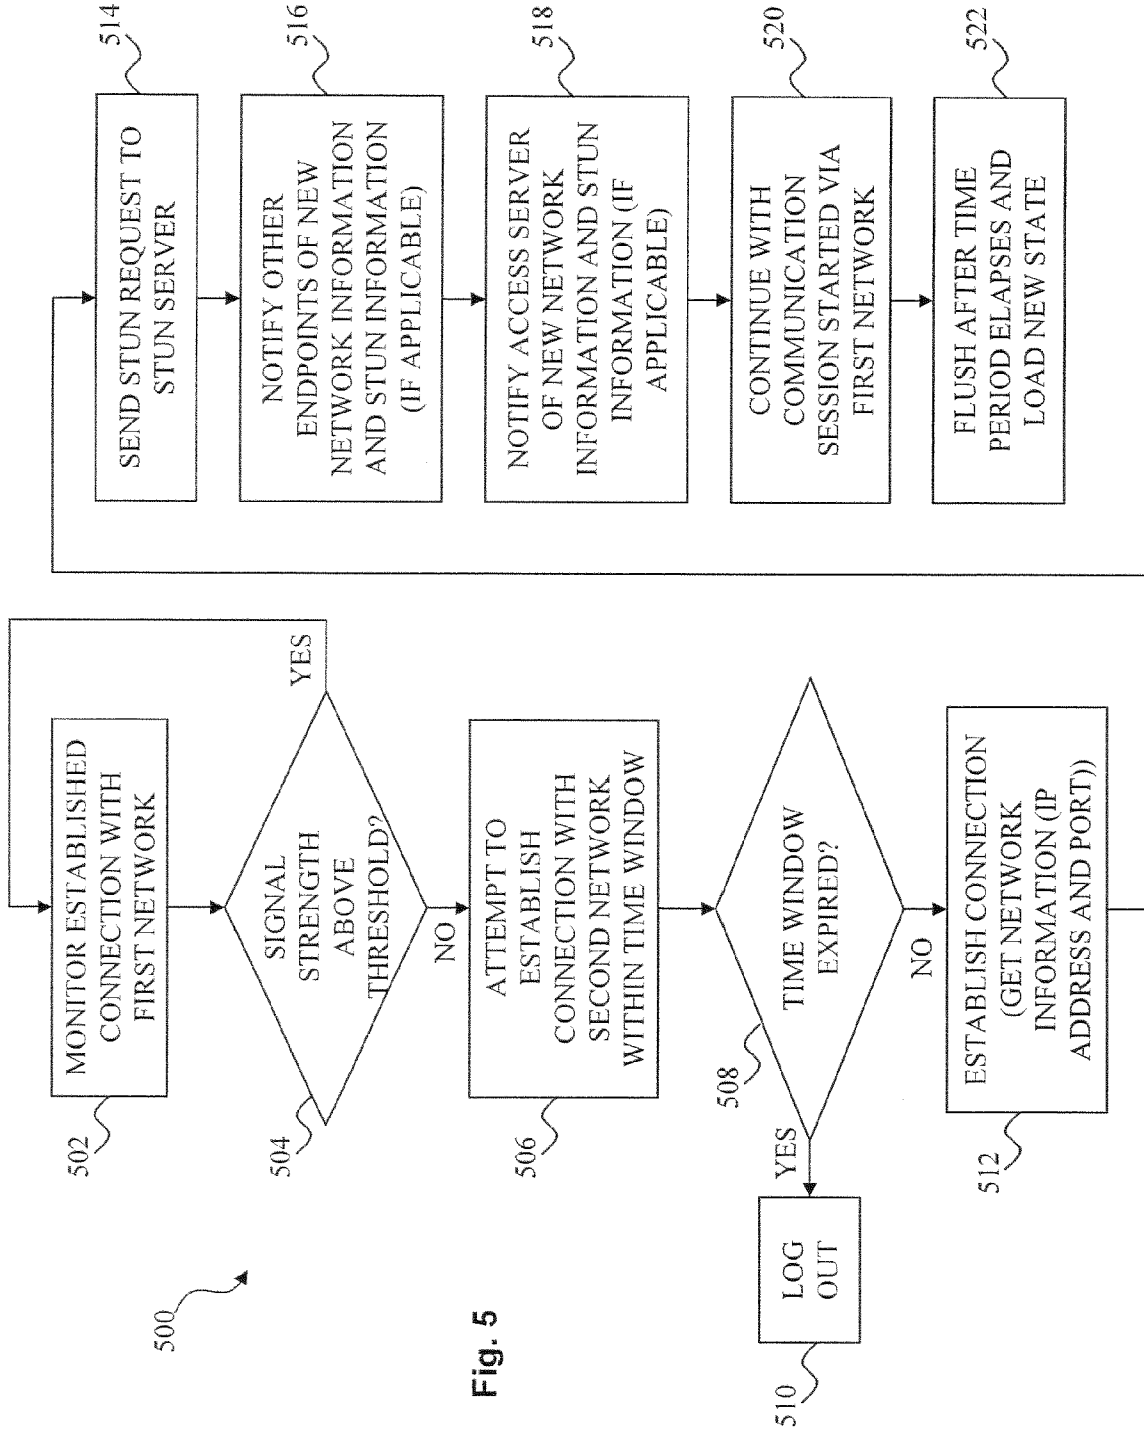 500
502
MONITOR ESTABLISHED
CONNECTION WITH
FIRST NETWORK
504
SIGNAL
STRENGTH
ABOVE
THRESHOLD?
YES
NO
506
ATTEMPT TO
ESTABLISH
CONNECTION WITH
SECOND NETWORK
WITHIN TIME WINDOW
508
TIME WINDOW
EXPIRED?
YES
NO
510
LOG
OUT
512
ESTABLISH CONNECTION
(GET NETWORK
INFORMATION (IP
ADDRESS AND PORT))
514
SEND STUN REQUEST TO
STUN SERVER
516
NOTIFY OTHER
ENDPOINTS OF NEW
NETWORK INFORMATION
AND STUN INFORMATION
(IF APPLICABLE)
518
NOTIFY ACCESS SERVER
OF NEW NETWORK
INFORMATION AND STUN
INFORMATION (IF
APPLICABLE)
520
CONTINUE WITH
COMMUNICATION
SESSION STARTED VIA
FIRST NETWORK
522
FLUSH AFTER TIME
PERIOD ELAPSES AND
LOAD NEW STATE
Fig. 5